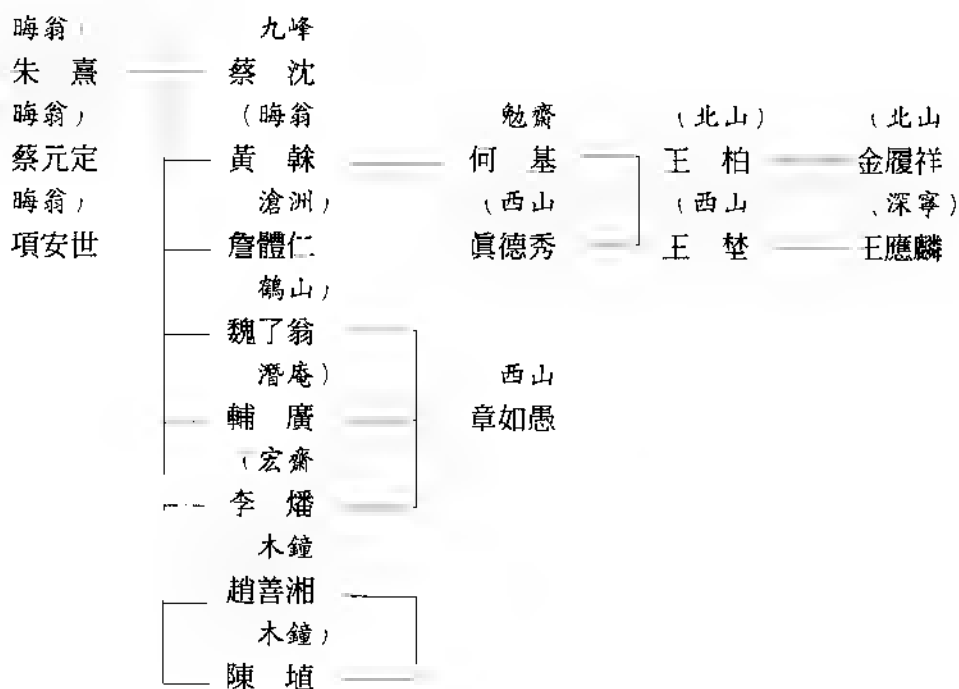 晦翁 九峰
朱 熹 蔡 沈
晦翁） （晦翁 勉齋 （北山） （北山
蔡元定 黃 榦 何 基 王 柏 金履祥
晦翁） 滄洲） （西山 （西山 、深寧）
項安世 詹體仁 眞德秀 王 埜 王應麟
鶴山）
魏了翁
潛庵） 西山
輔 廣 章如愚
（宏齋
李 燔
木鐘
趙善湘
木鐘）
陳 埴